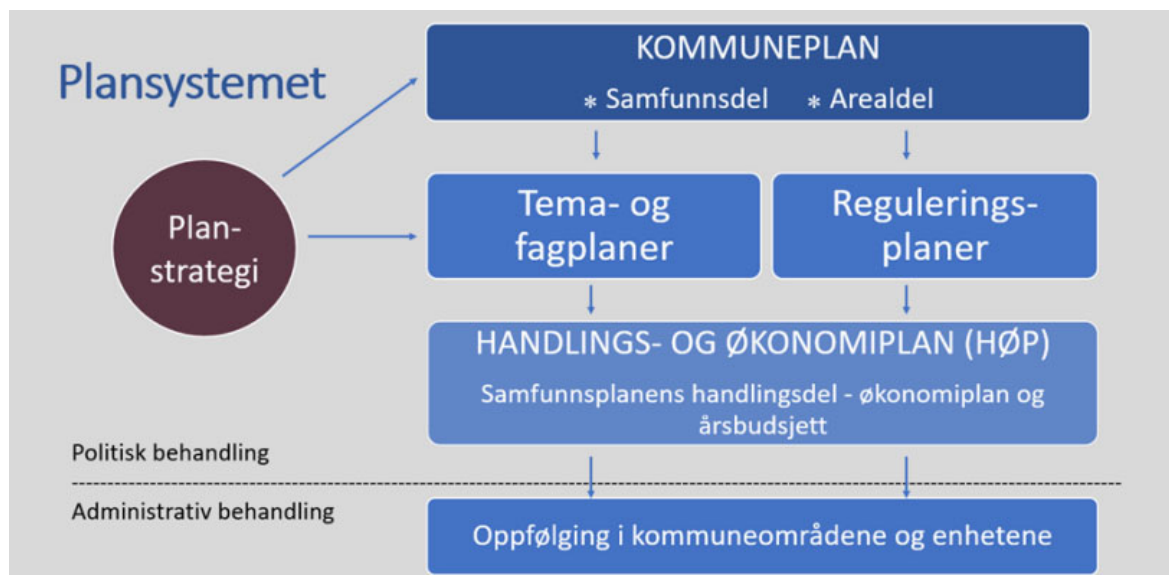 Plansystemet
KOMMUNEPLAN
* Samfunnsdel * Arealdel
Plan-
strategi
Tema- og
fagplaner
Regulerings-
planer
HANDLINGS- OG ØKONOMIPLAN (HØP)
Samfunnsplanens handlingsdel - økonomiplan og
årsbudsjett
Politisk behandling
Administrativ behandling
Oppfølging i kommuneområdene og enhetene